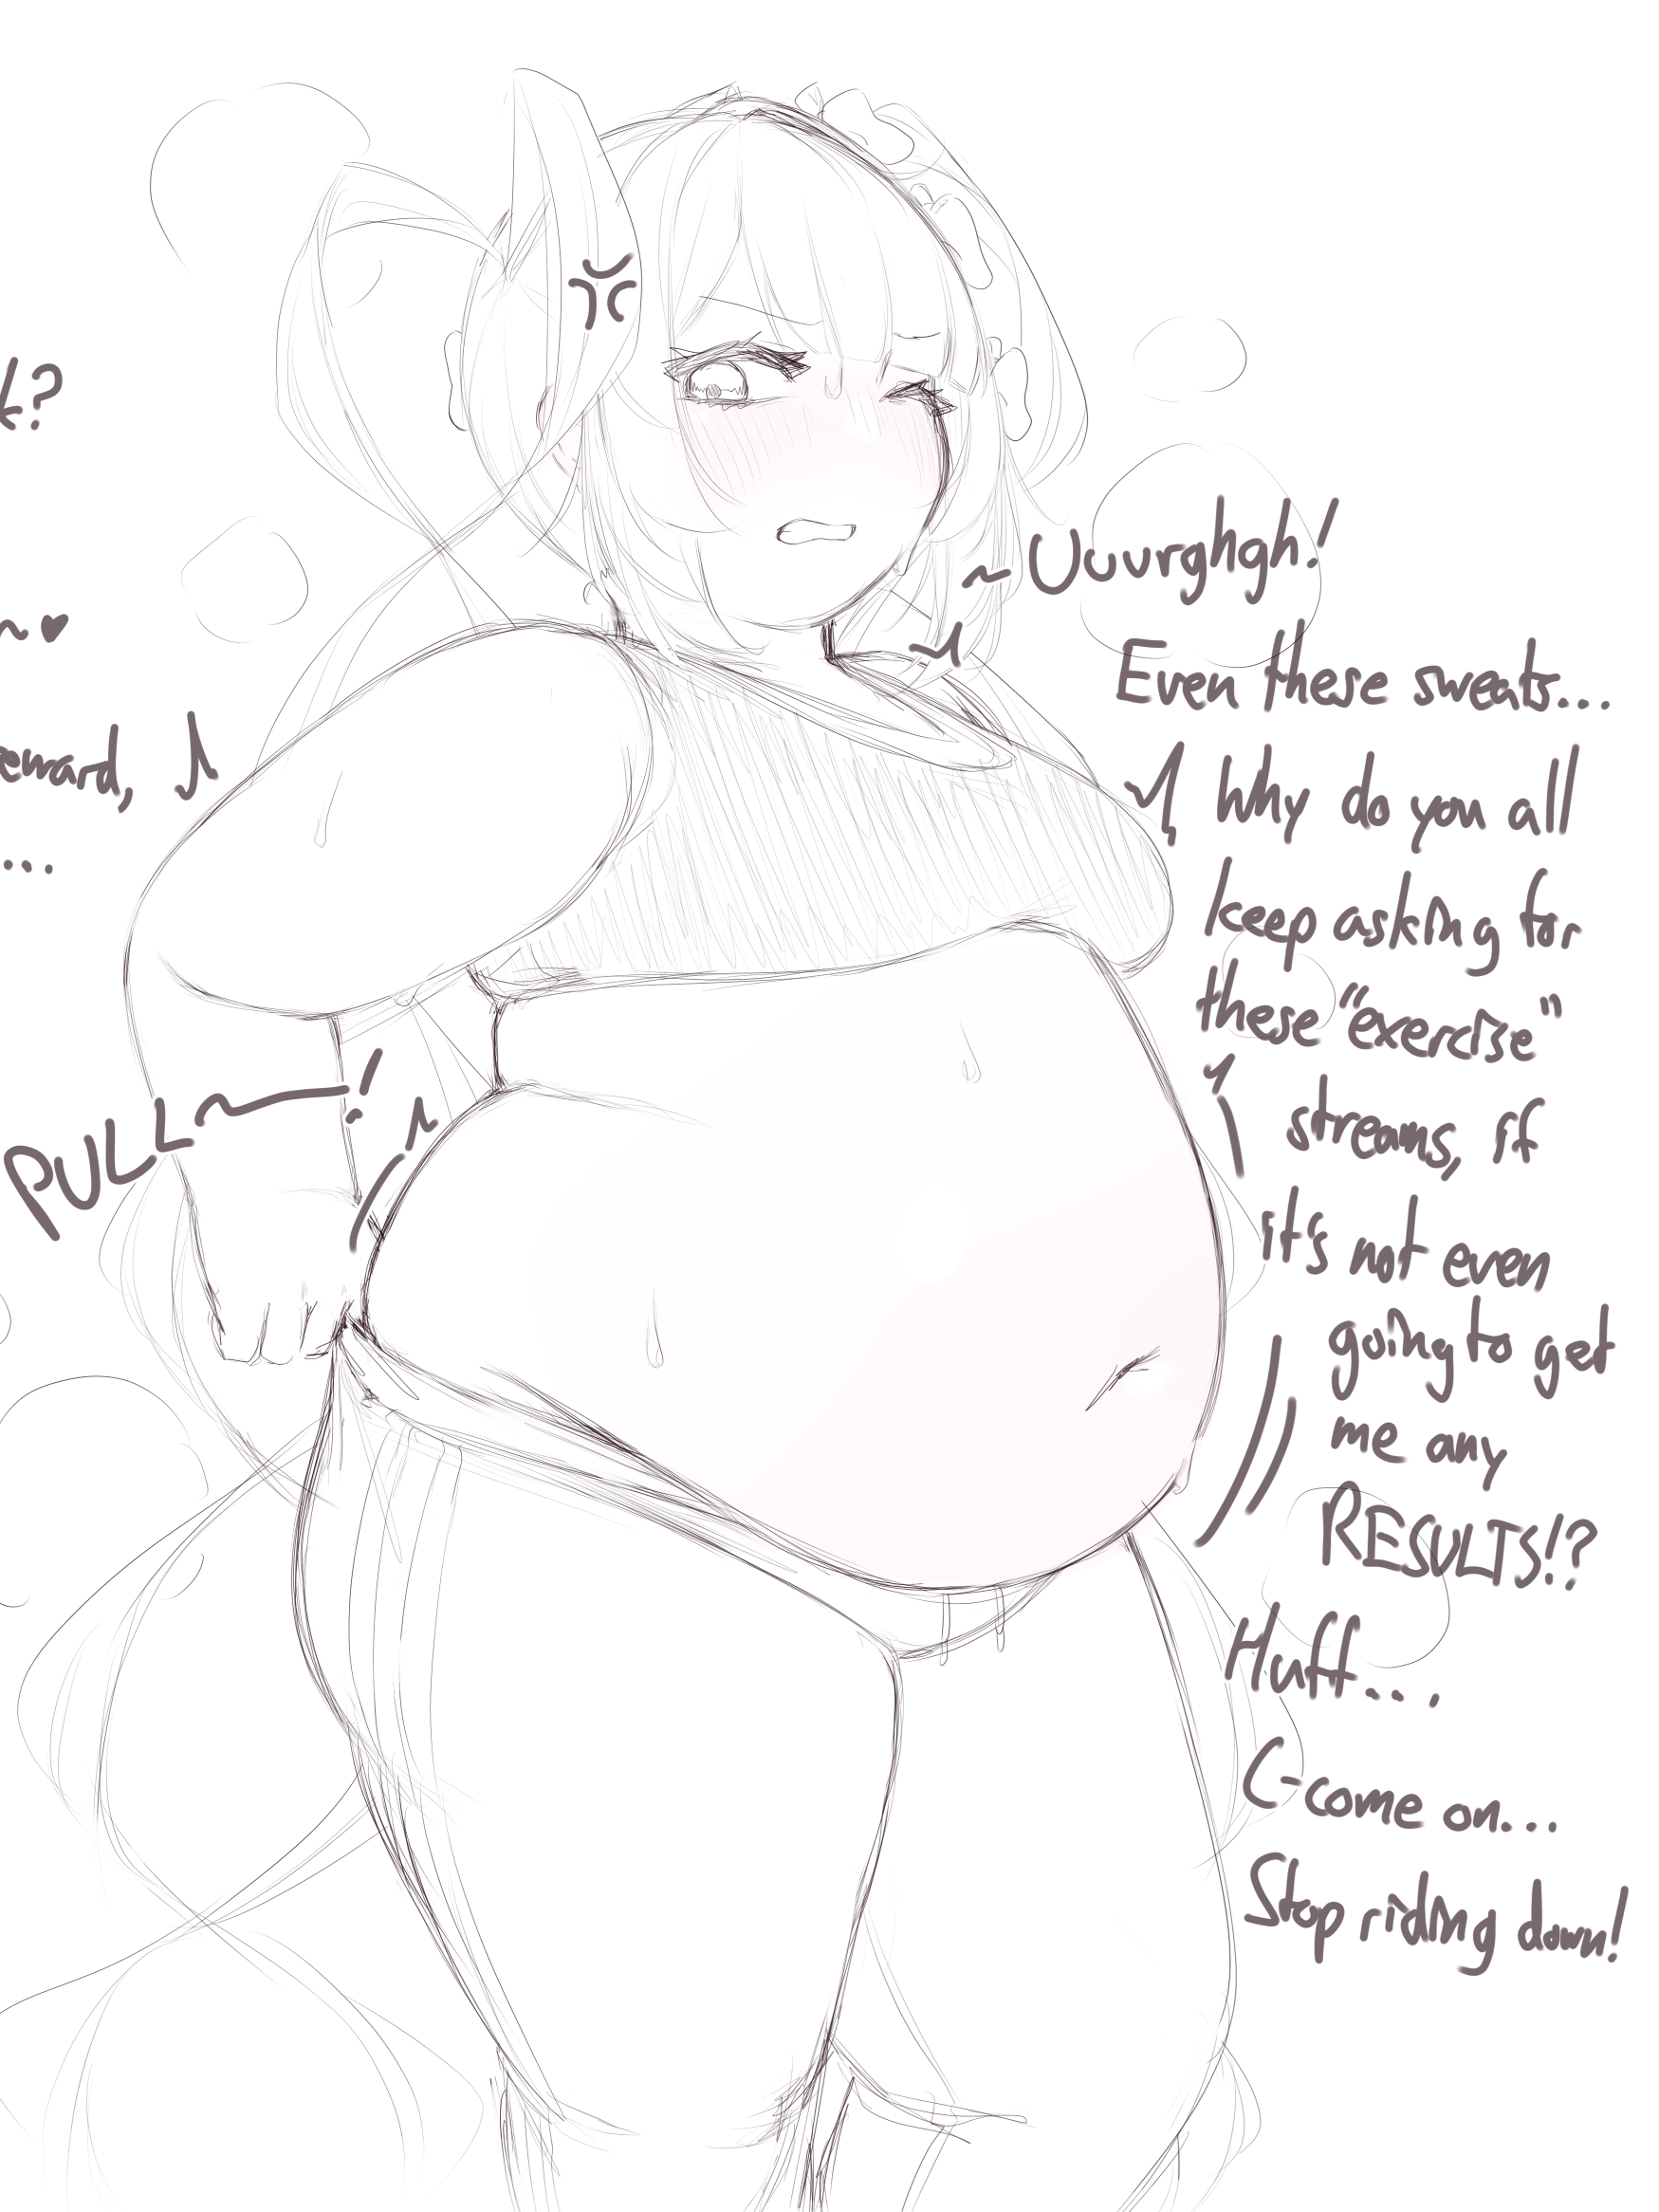 k?
~♥
eward,
...
PULL~!
~Uuurghgh!
Even these sweats...
Why do you all
keep asking for
these "exercise"
streams, if
it's not even
going to get
me any
RESULTS!?
Huff...
C-come on...
Stop riding down!